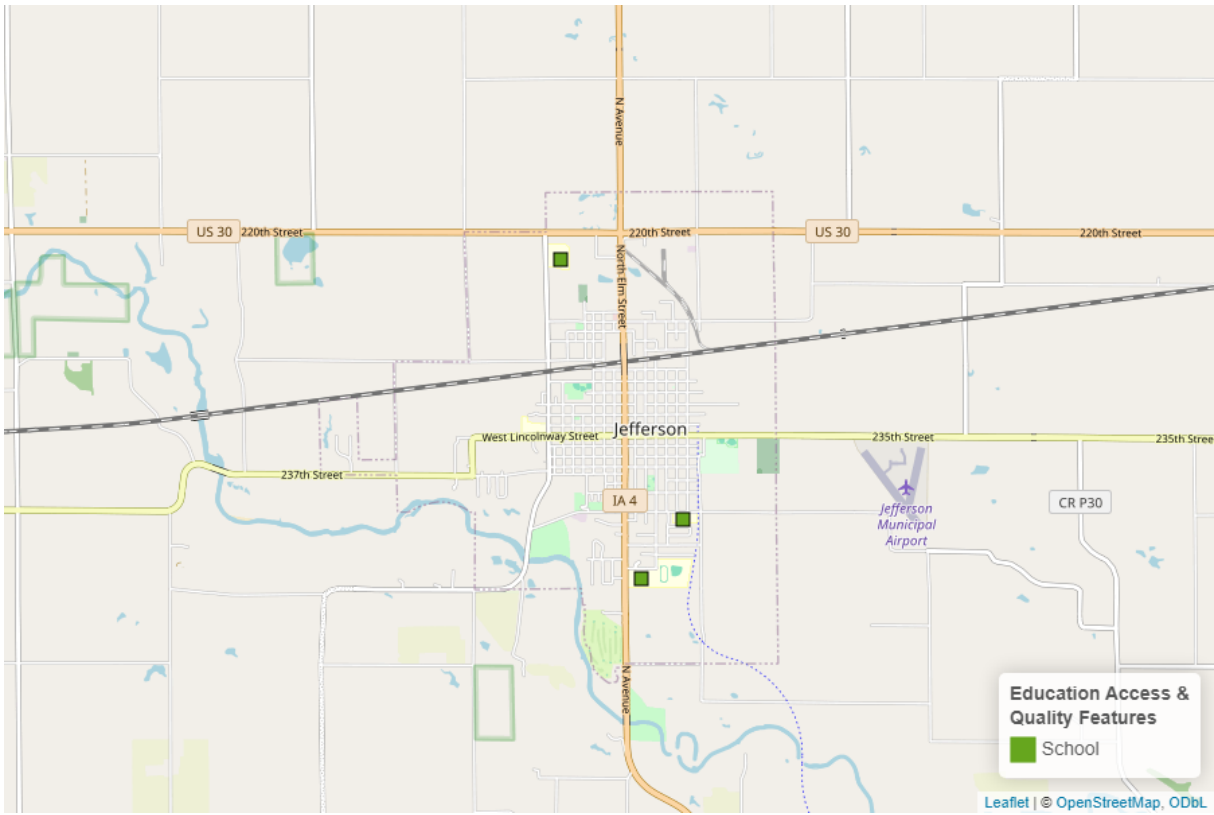 N Avenue
US 30
220th Street
220th Street
US 30
220th Street
North Elm Street
West Lincolnway Street
Jefferson
235th Street
235th Stree
237th Street
IA 4
CR P30
Jefferson
Municipal
Airport
N Avenue
Education Access &
Quality Features
School
Leaflet | © OpenStreetMap, ODbL